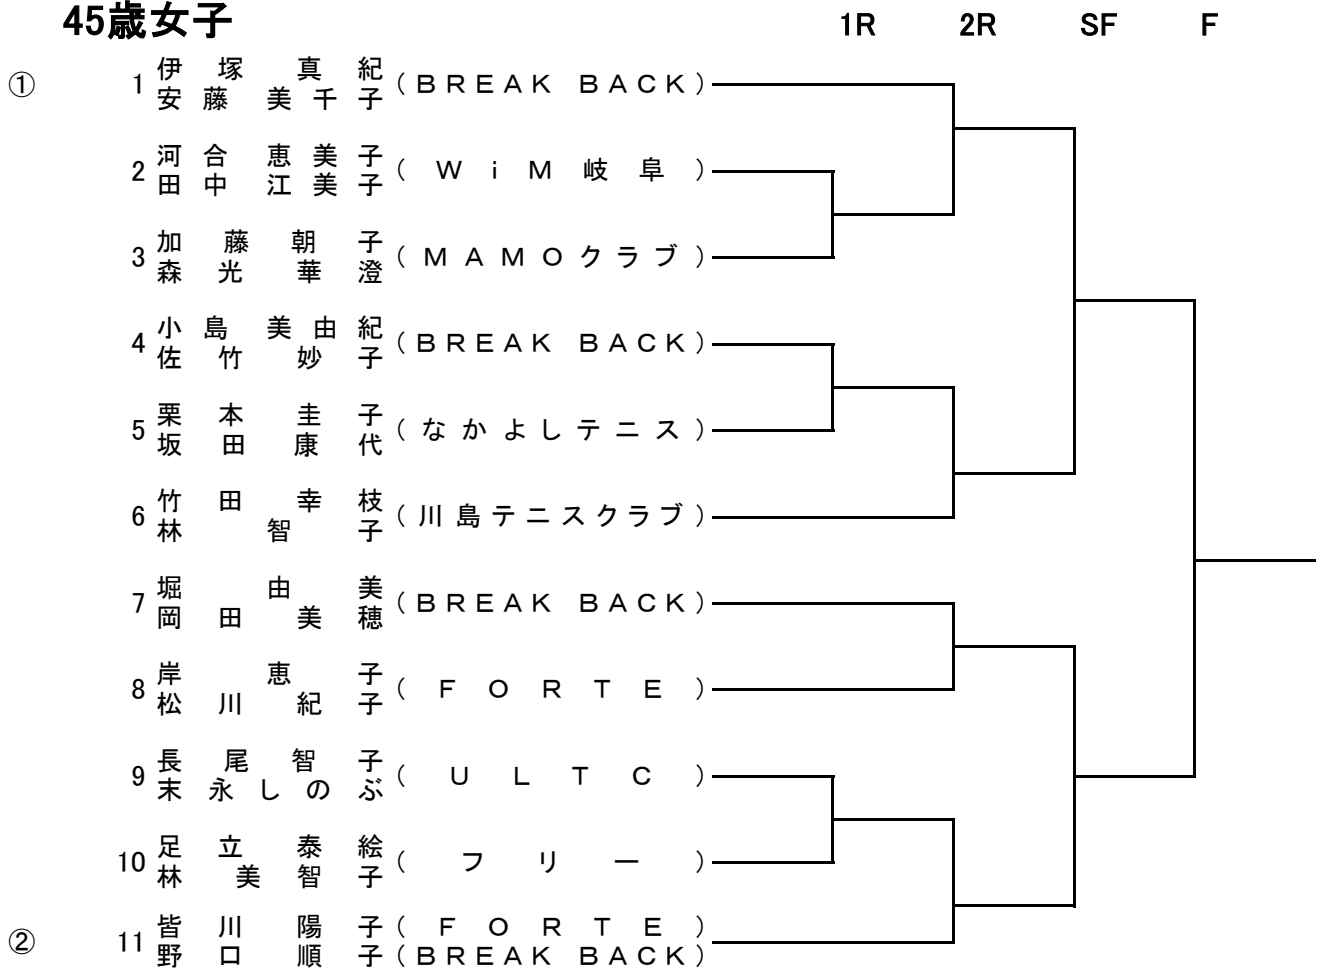 45歳女子 1R 2R SF F
① 1 伊塚真紀 (BREAK BACK)
安藤美千子
2 河合恵美子 (WiM岐阜)
田中江美子
3 加藤朝子 (MAMOクラブ)
森光華澄
4 小島美由紀 (BREAK BACK)
佐竹妙子
5 栗本圭子 (なかよしテニス)
坂田康代
6 竹田幸枝 (川島テニスクラブ)
林智子
7 堀由美 (BREAK BACK)
岡田美穂
8 岸恵子 (FORTE)
松川紀子
9 長尾智子 (ULTC)
末永しのぶ
10 足立泰絵 (フリー)
林美智子
② 11 皆川陽子 (FORTE)
野口順子 (BREAK BACK)